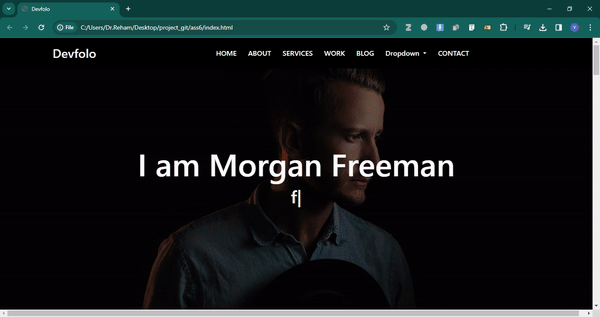 Devfolo
File C:/Users/Dr.Reham/Desktop/project_git/ass6/index.html
Devfolo HOME ABOUT SERVICES WORK BLOG Dropdown CONTACT
I am Morgan Freeman
f|